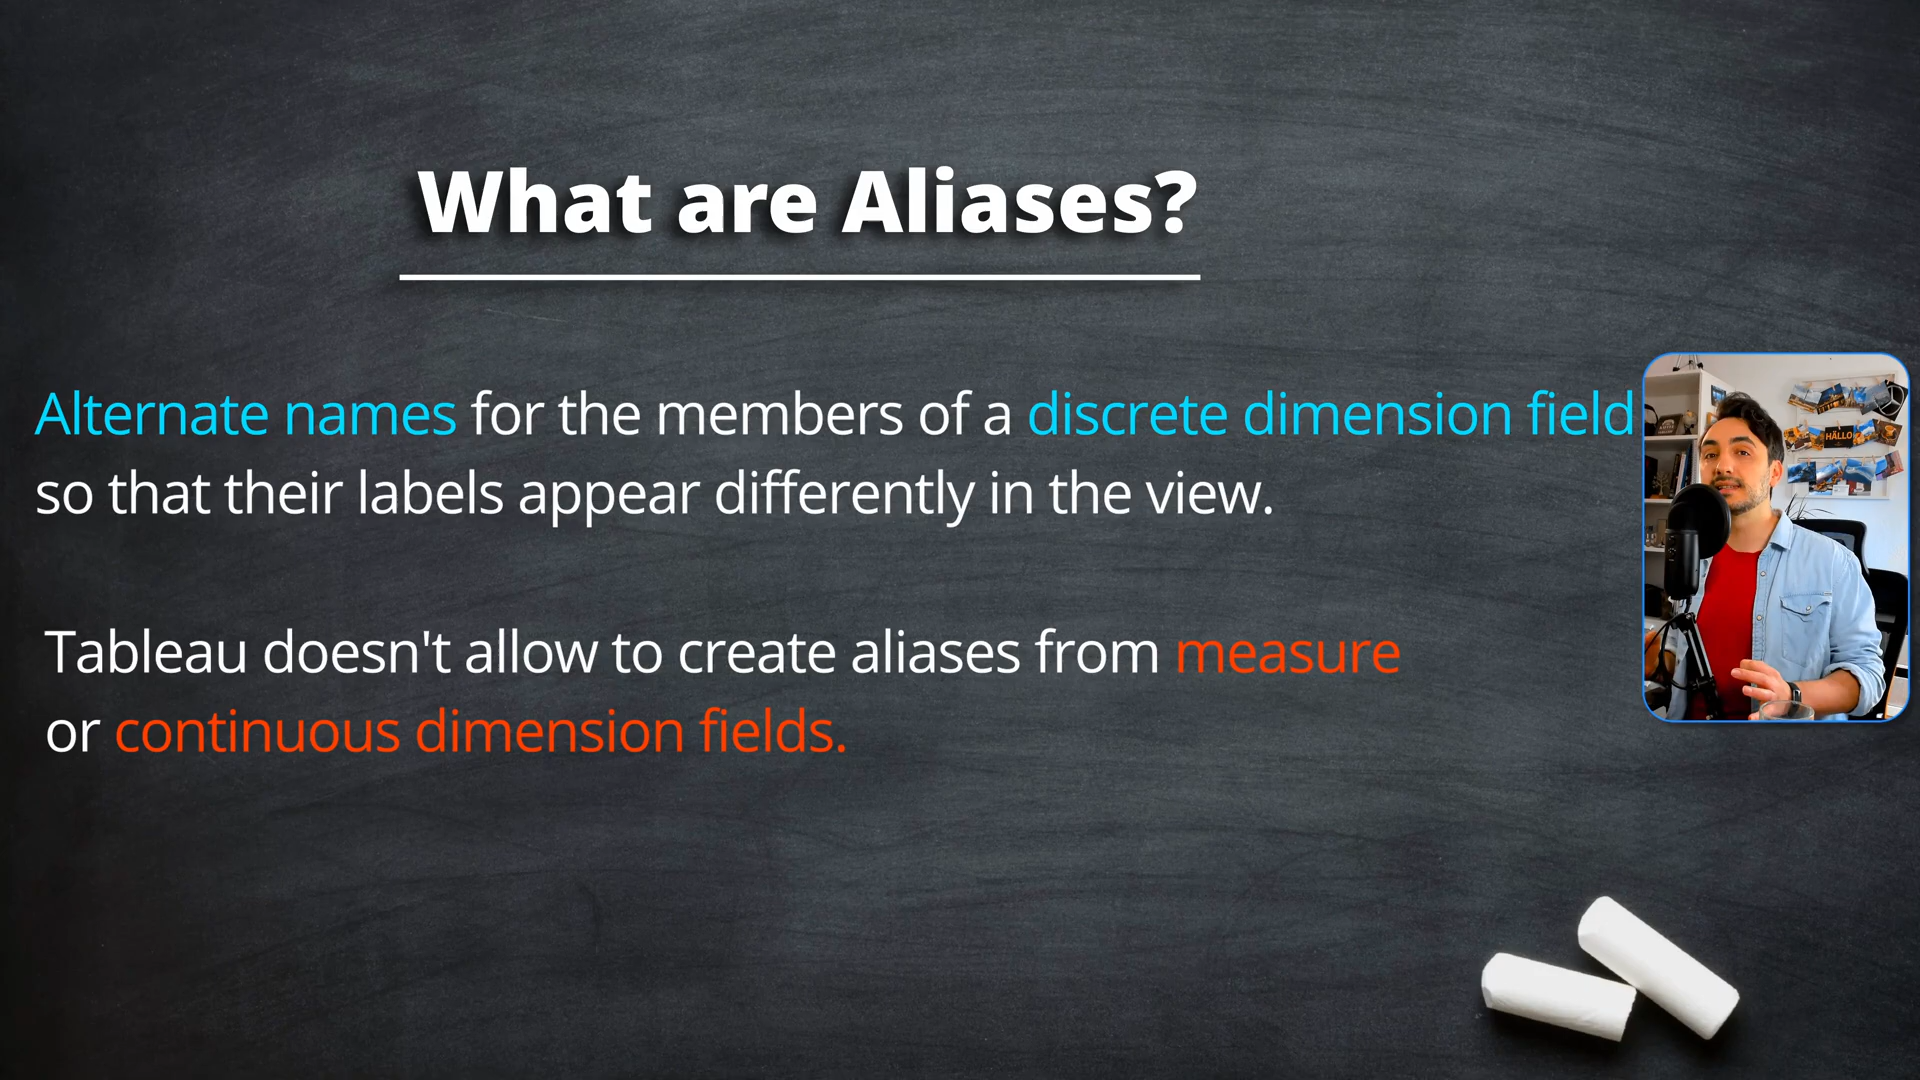 What are Aliases?
Alternate names for the members of a discrete dimension field
so that their labels appear differently in the view.
Tableau doesn't allow to create aliases from measure
or continuous dimension fields.
HÄLLO